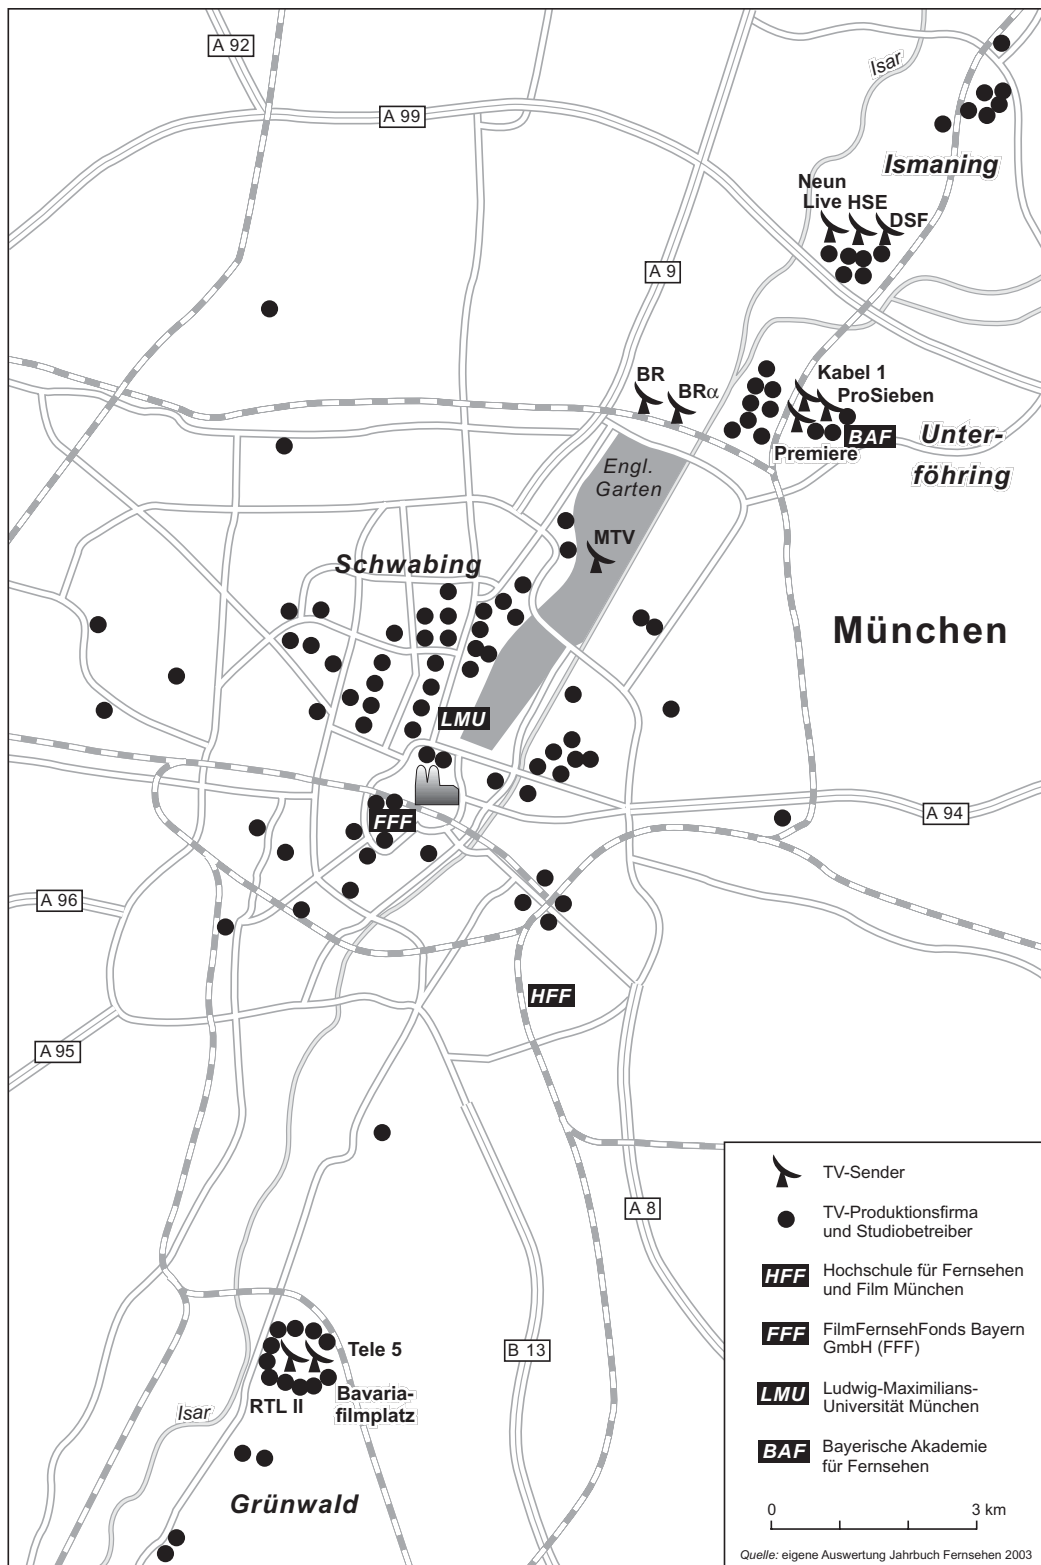 A 92
Isar
A 99
Ismaning
Neun
Live HSE
DSF
A 9
BR
BRα
Kabel 1
ProSieben
BAF
Premiere
Unter-
föhring
Engl.
Garten
MTV
Schwabing
München
LMU
FFF
A 94
A 96
HFF
A 95
A 8
B 13
Tele 5
RTL II
Bavaria-
filmplatz
Isar
Grünwald
TV-Sender
TV-Produktionsfirma
und Studiobetreiber
HFF Hochschule für Fernsehen
und Film München
FFF FilmFernsehFonds Bayern
GmbH (FFF)
LMU Ludwig-Maximilians-
Universität München
BAF Bayerische Akademie
für Fernsehen
0 3 km
Quelle: eigene Auswertung Jahrbuch Fernsehen 2003